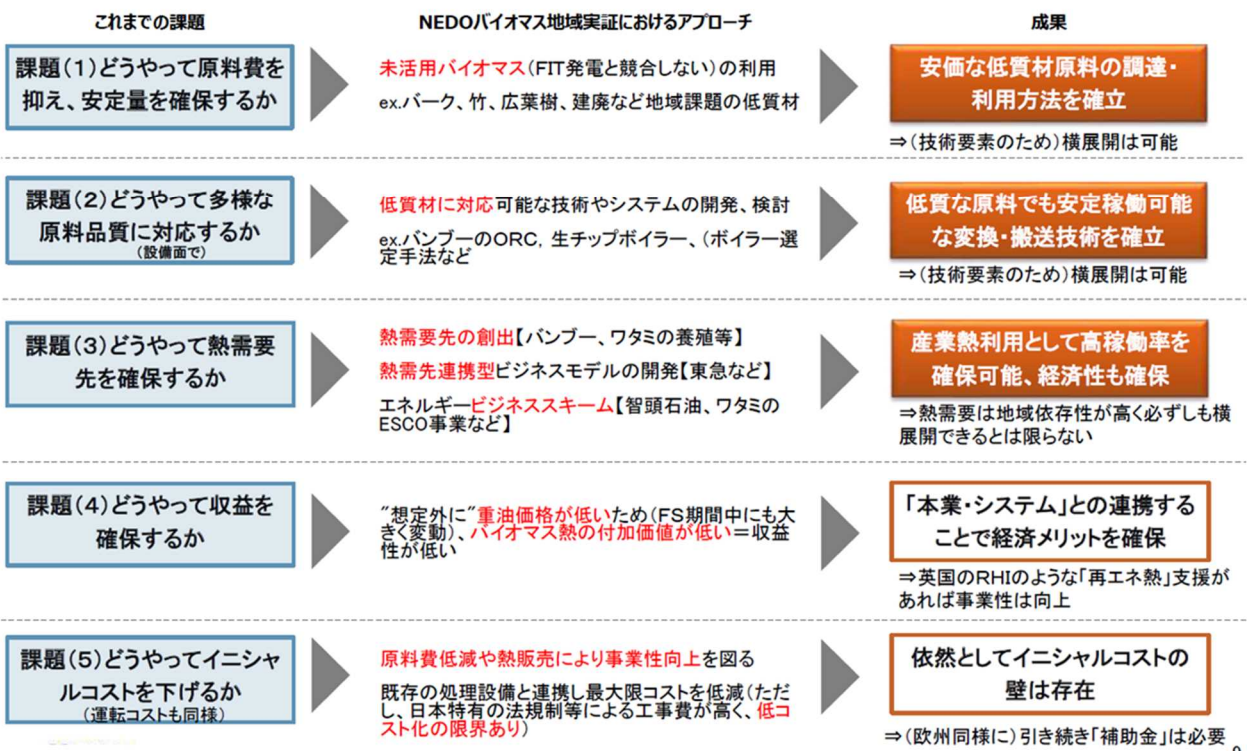 これまでの課題
NEDOバイオマス地域実証におけるアプローチ
成果
課題(1)どうやって原料費を
抑え、安定量を確保するか
未活用バイオマス(FIT発電と競合しない)の利用
ex.バーク、竹、広葉樹、建廃など地域課題の低質材
安価な低質材原料の調達・
利用方法を確立
⇒(技術要素のため)横展開は可能
課題(2)どうやって多様な
原料品質に対応するか
(設備面で)
低質材に対応可能な技術やシステムの開発、検討
ex.バンブーのORC, 生チップボイラー、(ボイラー選
定手法など
低質な原料でも安定稼働可能
な変換・搬送技術を確立
⇒(技術要素のため)横展開は可能
課題(3)どうやって熱需要
先を確保するか
熱需要先の創出【バンブー、ワタミの養殖等】
熱需先連携型ビジネスモデルの開発【東急など】
エネルギービジネススキーム【智頭石油、ワタミの
ESCO事業など】
産業熱利用として高稼働率を
確保可能、経済性も確保
⇒熱需要は地域依存性が高く必ずしも横
展開できるとは限らない
課題(4)どうやって収益を
確保するか
"想定外に"重油価格が低いため(FS期間中にも大
きく変動)、バイオマス熱の付加価値が低い＝収益
性が低い
「本業・システム」との連携する
ことで経済メリットを確保
⇒英国のRHIのような「再エネ熱」支援が
あれば事業性は向上
課題(5)どうやってイニシャ
ルコストを下げるか
(運転コストも同様)
原料費低減や熱販売により事業性向上を図る
既存の処理設備と連携し最大限コストを低減(ただ
し、日本特有の法規制等による工事費が高く、低コ
スト化の限界あり)
依然としてイニシャルコストの
壁は存在
⇒(欧州同様に)引き続き「補助金」は必要